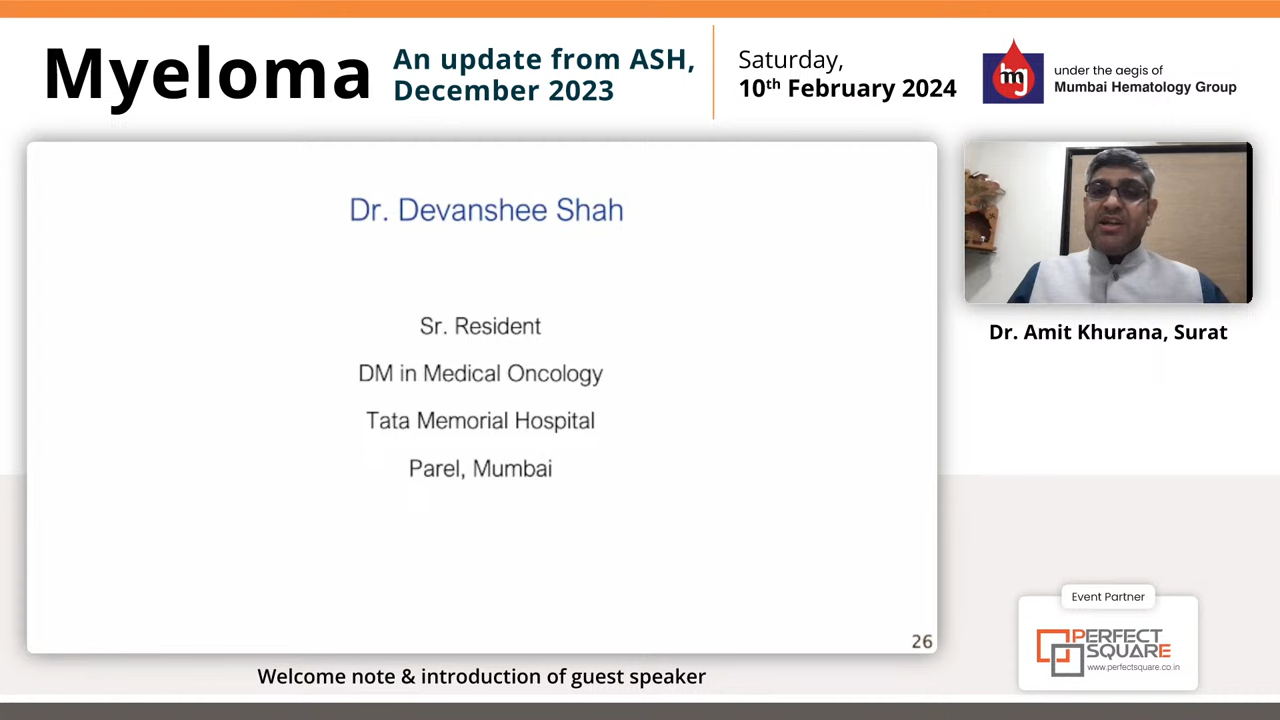 Myeloma
An update from ASH,
December 2023
Saturday,
10th February 2024
mg
under the aegis of
Mumbai Hematology Group
Dr. Devanshee Shah
Sr. Resident
DM in Medical Oncology
Tata Memorial Hospital
Parel, Mumbai
26
Dr. Amit Khurana, Surat
Event Partner
PERFECT
SQUARE
www.perfectsquare.co.in
Welcome note & introduction of guest speaker